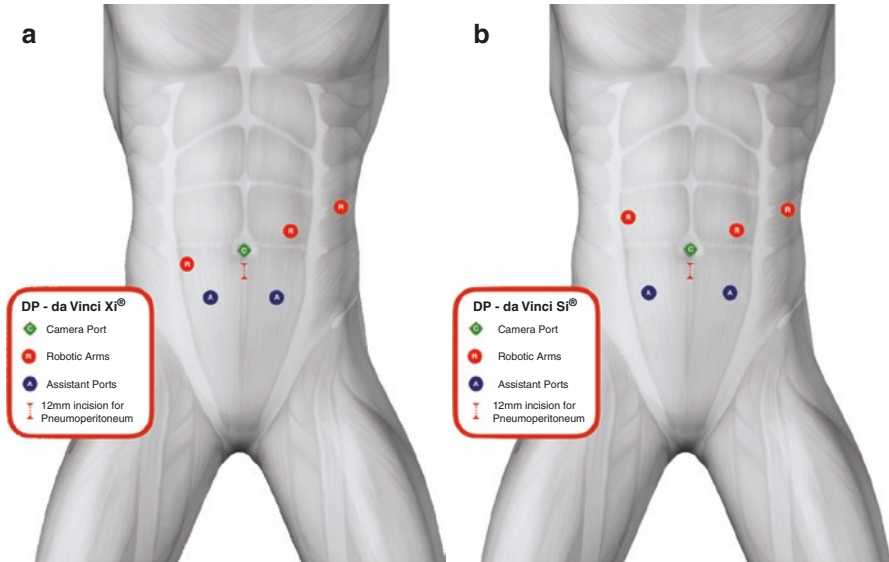 a
R
R
C
R
A
A
DP - da Vinci Xi®
C Camera Port
R Robotic Arms
A Assistant Ports
12mm incision for
Pneumoperitoneum
b
R
R
R
C
A
A
DP - da Vinci Si®
C Camera Port
R Robotic Arms
A Assistant Ports
12mm incision for
Pneumoperitoneum